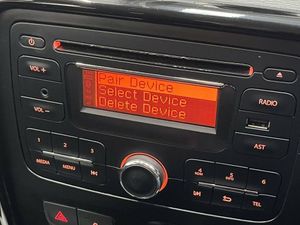 Pair Device
Select Device
Delete Device
VOL +
VOL -
RADIO
AST
1
2
3
MEDIA
MENU
4
5
6
INFO
TEL